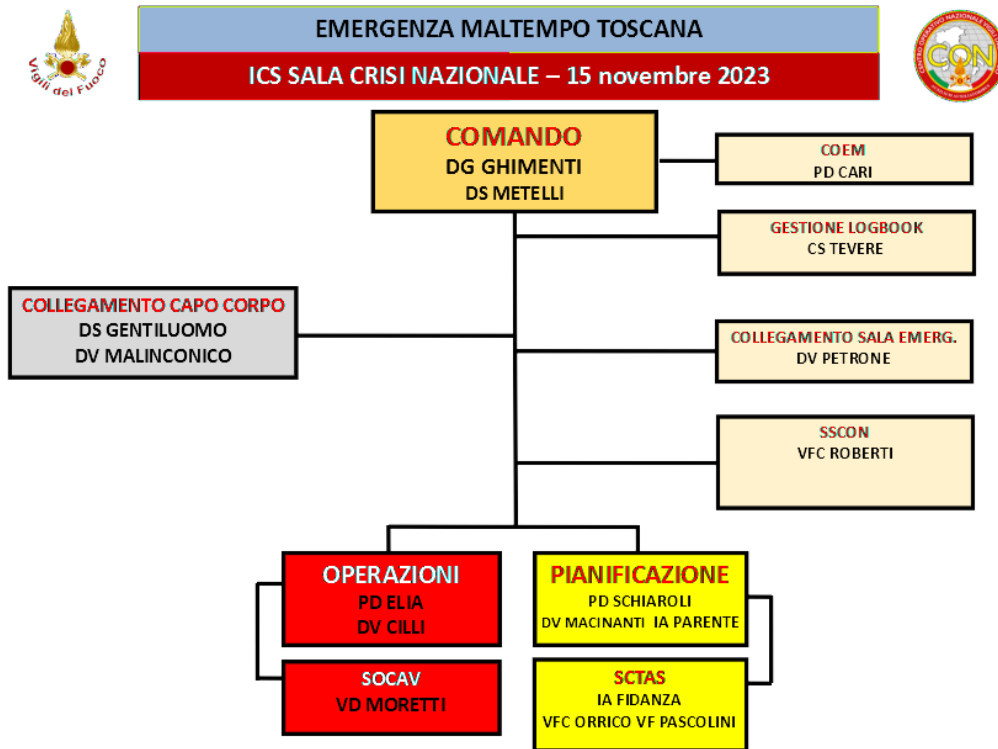 EMERGENZA MALTEMPO TOSCANA
ICS SALA CRISI NAZIONALE – 15 novembre 2023
Vigili del Fuoco
CON
COMANDO
DG GHIMENTI
DS METELLI
COEM
PD CARI
GESTIONE LOGBOOK
CS TEVERE
COLLEGAMENTO CAPO CORPO
DS GENTILUOMO
DV MALINCONICO
COLLEGAMENTO SALA EMERG.
DV PETRONE
SSCON
VFC ROBERTI
OPERAZIONI
PD ELIA
DV CILLI
PIANIFICAZIONE
PD SCHIAROLI
DV MACINANTI IA PARENTE
SOCAV
VD MORETTI
SCTAS
IA FIDANZA
VFC ORRICO VF PASCOLINI